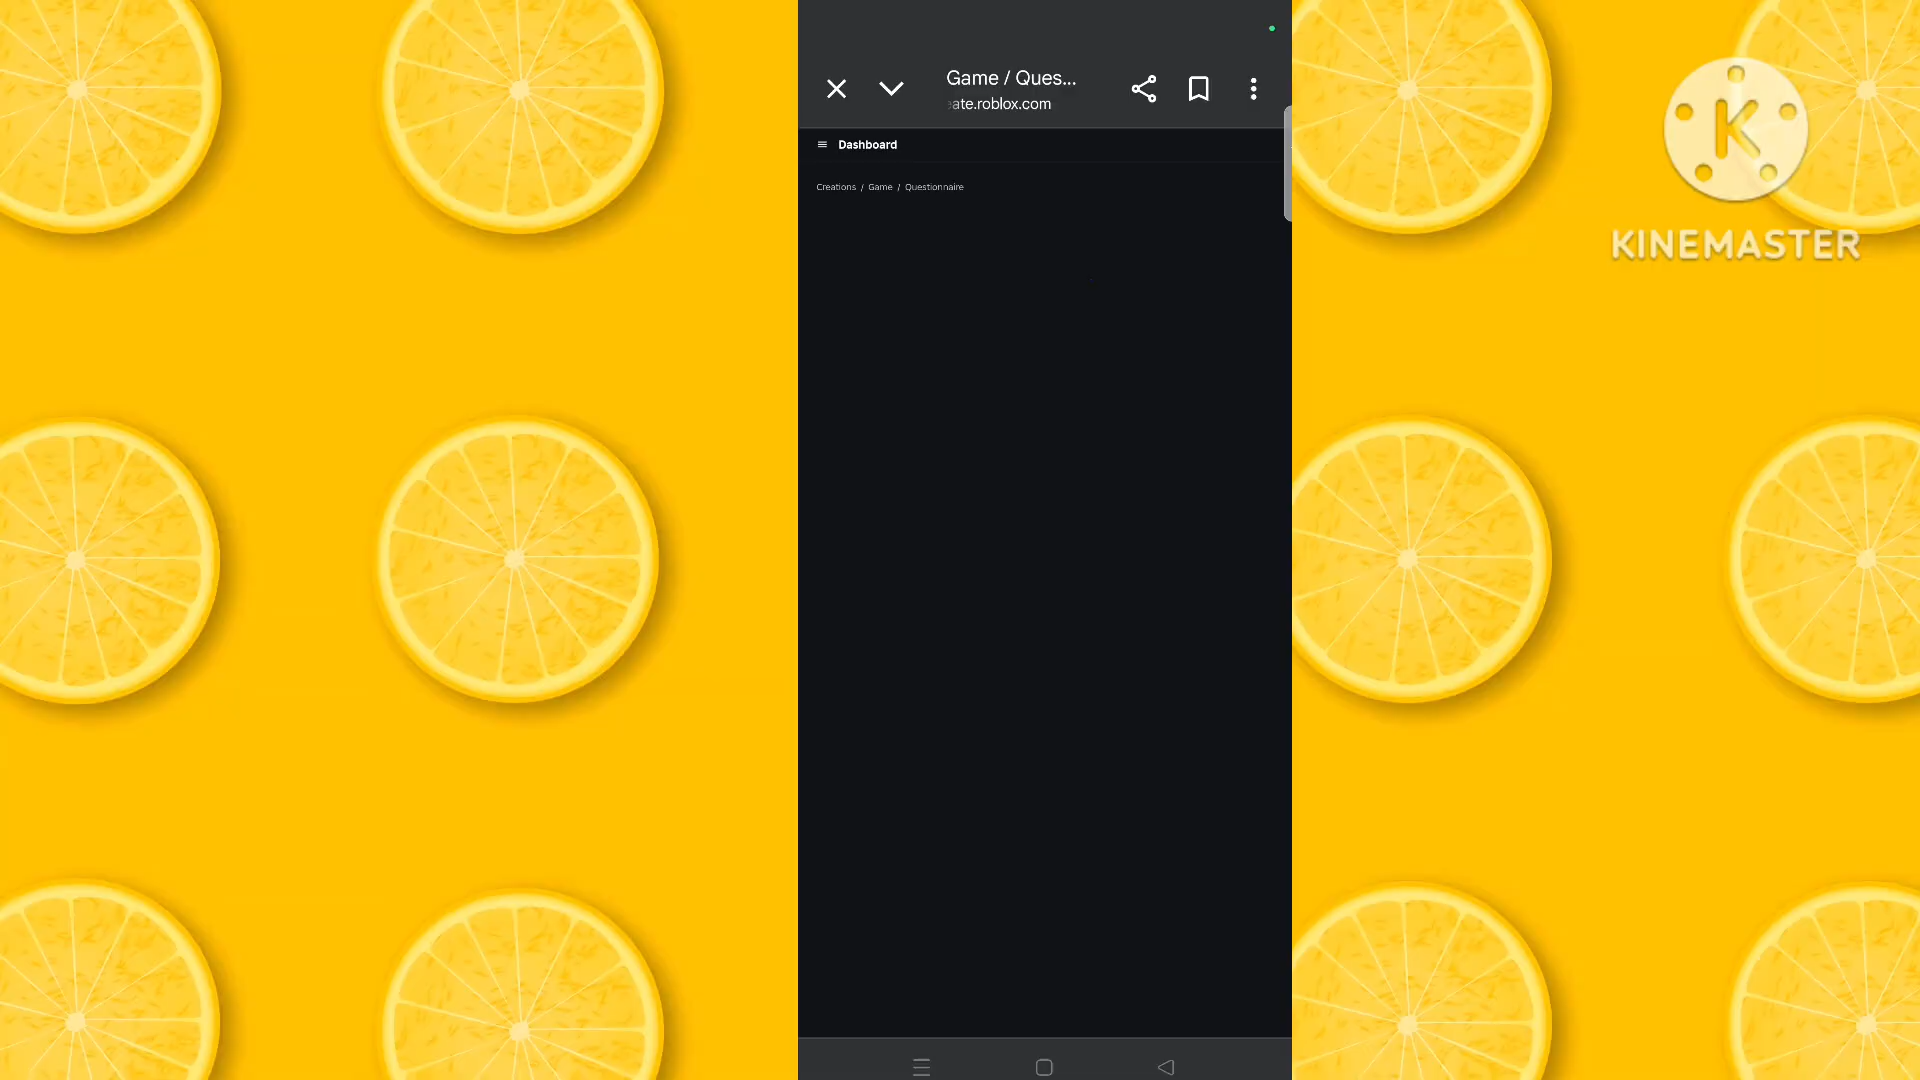 Game / Ques...
ate.roblox.com
Dashboard
Creations / Game / Questionnaire
K
KINEMASTER